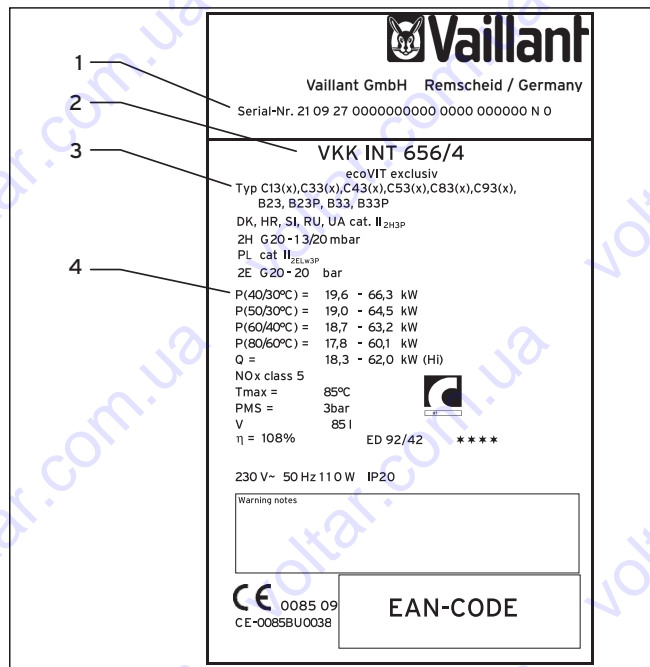 Vaillant
Vaillant GmbH Remscheid / Germany
1
Serial-Nr. 21 09 27 0000000000 0000 000000 N 0
2
VKK INT 656/4
ecoVIT exclusiv
3
Typ C13(x),C33(x),C43(x),C53(x),C83(x),C93(x),
B23, B23P, B33, B33P
DK, HR, SI, RU, UA cat. II2H3P
2H G20 - 13/20 mbar
PL cat II2ELw3P
2E G20 - 20 bar
4
P(40/30°C) = 19,6 - 66,3 kW
P(50/30°C) = 19,0 - 64,5 kW
P(60/40°C) = 18,7 - 63,2 kW
P(80/60°C) = 17,8 - 60,1 kW
Q = 18,3 - 62,0 kW (Hi)
NOx class 5
Tmax = 85°C
PMS = 3bar
V 85 l
η = 108% ED 92/42 ★★★★
230 V~ 50 Hz 110 W IP20
Warning notes
CE 0085 09
CE-0085BU0038
EAN-CODE
voltar.com.ua